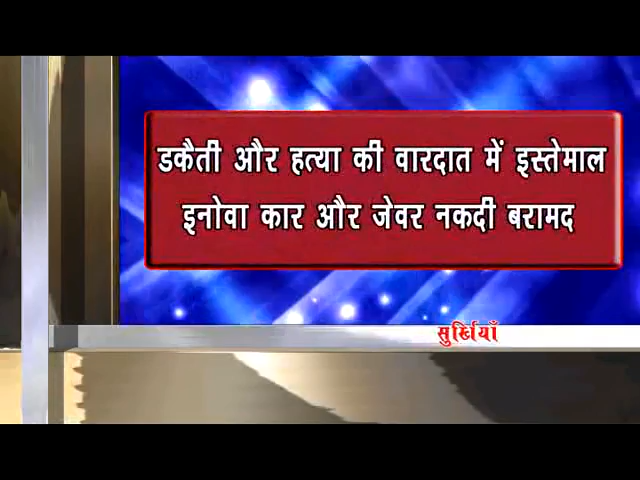 डकैती और हत्या की वारदात में इस्तेमाल
इनोवा कार और जेवर नकदी बरामद
सुर्ख़ियाँ